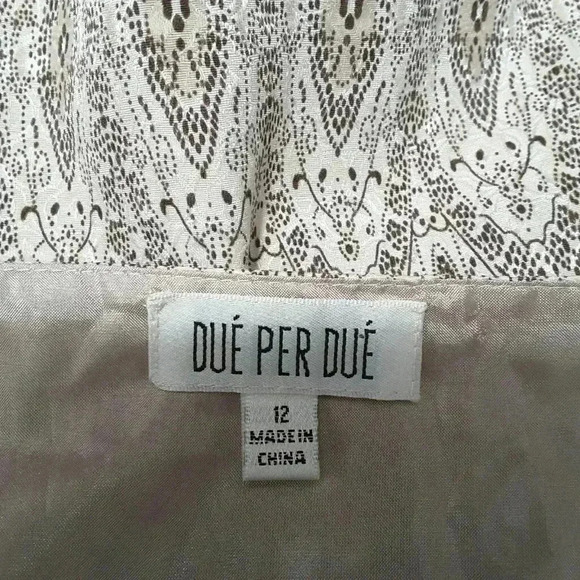 DUÉ PER DUÉ
12
MADE IN
CHINA